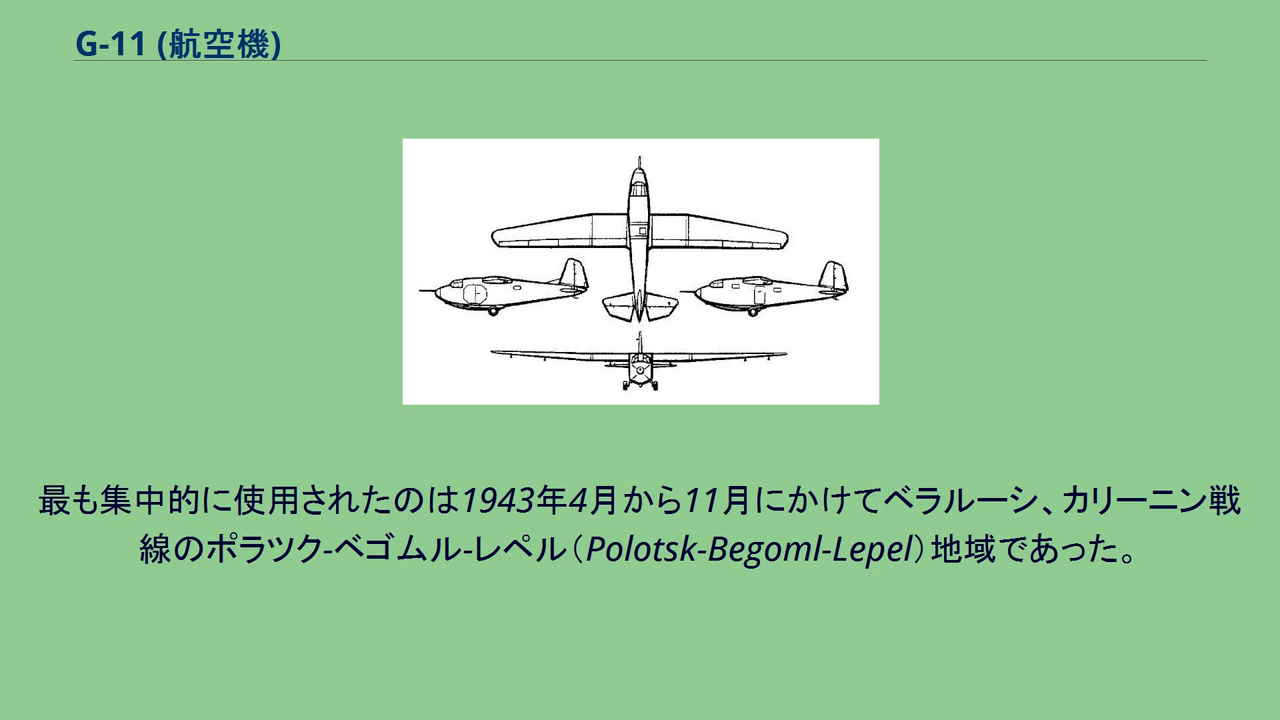 G-11 (航空機)
最も集中的に使用されたのは1943年4月から11月にかけてベラルーシ、カリーニン戦
線のポラツク-ベゴムル-レペル（Polotsk-Begoml-Lepel）地域であった。